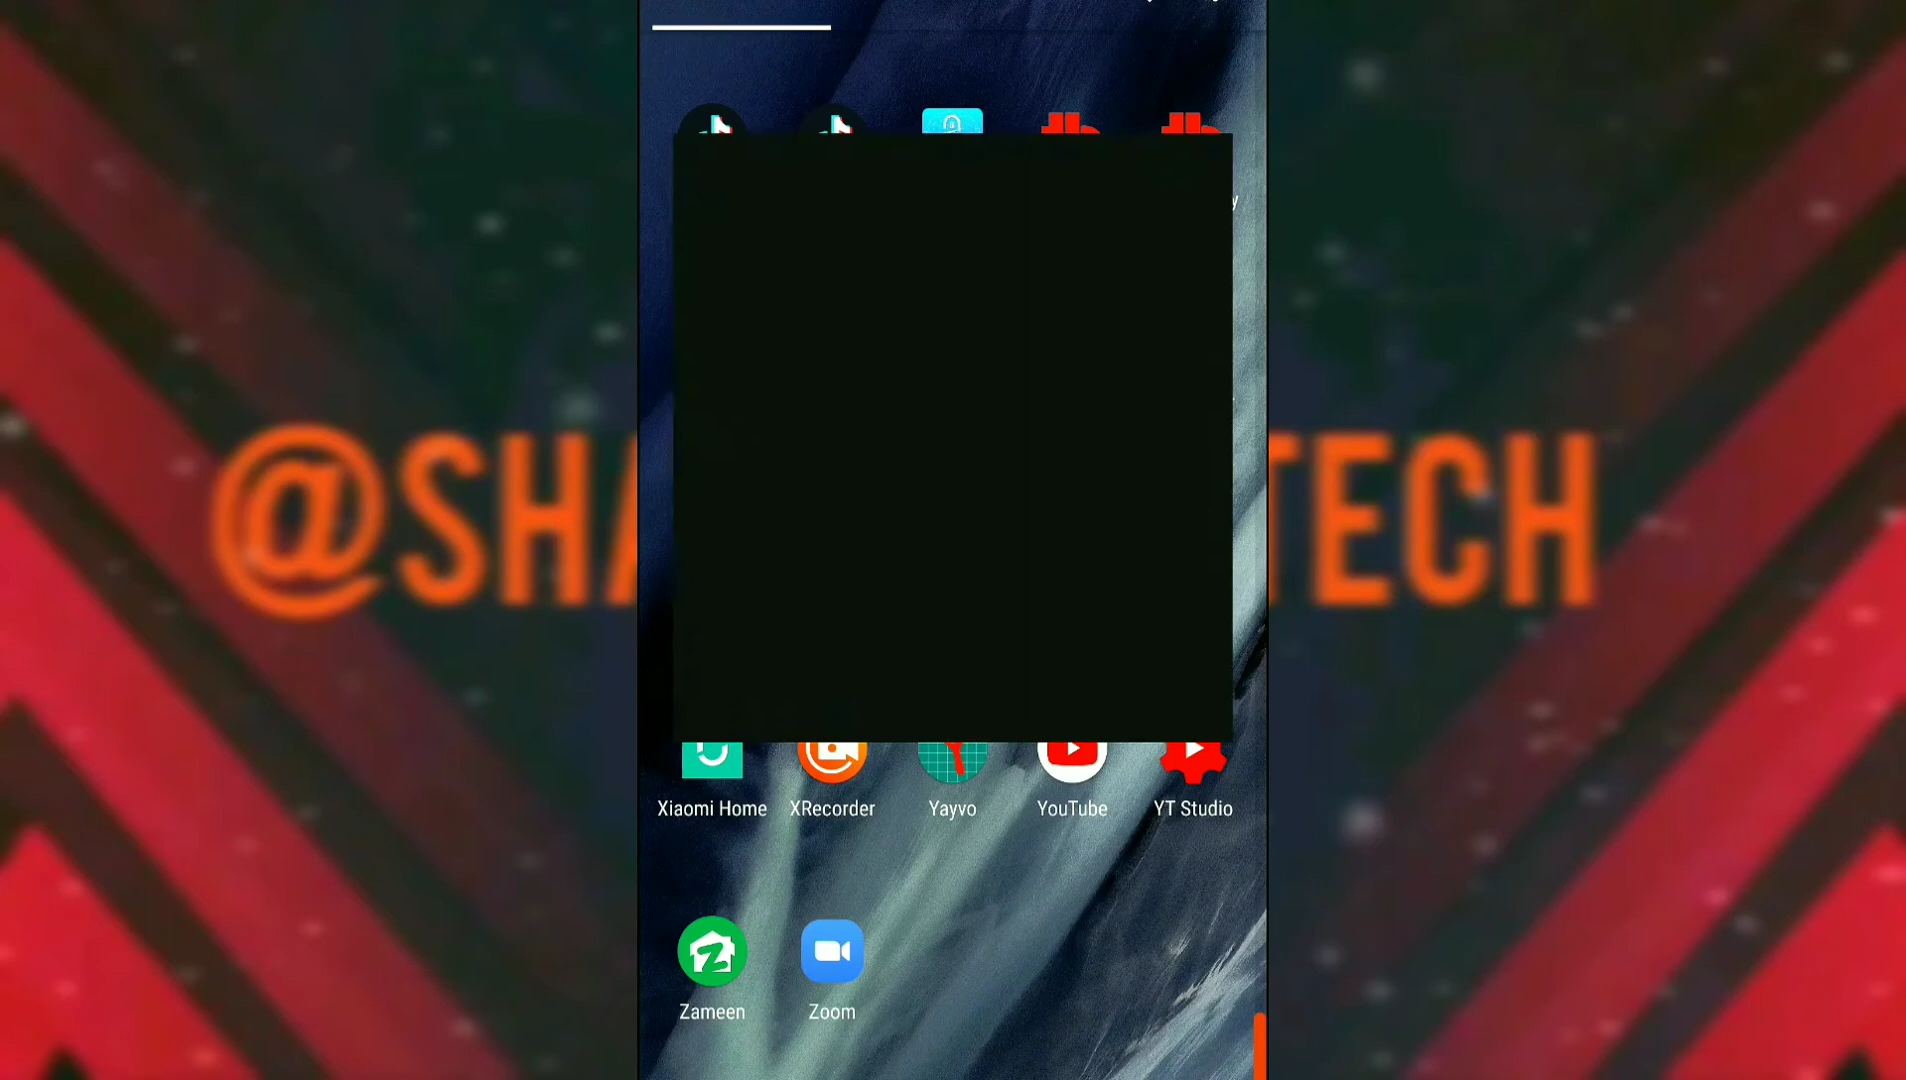 @SHA
TECH
Xiaomi Home
XRecorder
Yayvo
YouTube
YT Studio
Zameen
Zoom